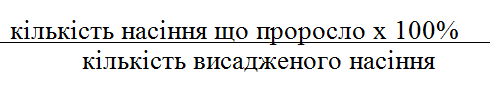 кількість насіння що проросло х 100%
кількість висадженого насіння